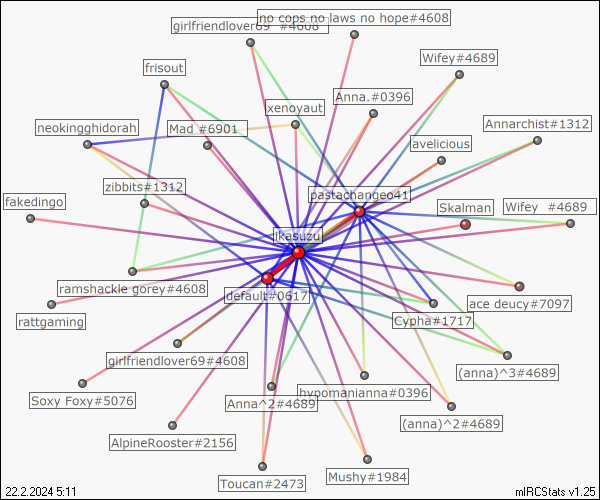 no cops no laws no hope#4608
girlfriendlover69 #4608
Wifey#4689
frisout
Anna.#0396
xenoyaut
Annarchist#1312
neokingghidorah
Mad #6901
avelicious
zibbits#1312
pastachangeo41
fakedingo
Skalman
Wifey #4689
ikasuzu
ramshackle gorey#4608
default#0617
ace deucy#7097
rattgaming
Cypha#1717
girlfriendlover69#4608
(anna)^3#4689
hypomanianna#0396
Soxy Foxy#5076
Anna^2#4689
(anna)^2#4689
AlpineRooster#2156
Mushy#1984
Toucan#2473
22.2.2024 5:11
mIRCStats v1.25